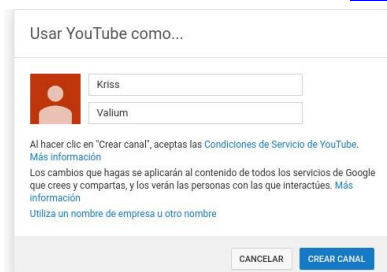 Usar YouTube como...
Kriss
Valium
Al hacer clic en "Crear canal", aceptas las Condiciones de Servicio de YouTube.
Más información
Los cambios que hagas se aplicarán al contenido de todos los servicios de Google
que crees y compartas, y los verán las personas con las que interactúes. Más
información
Utiliza un nombre de empresa u otro nombre
CANCELAR CREAR CANAL